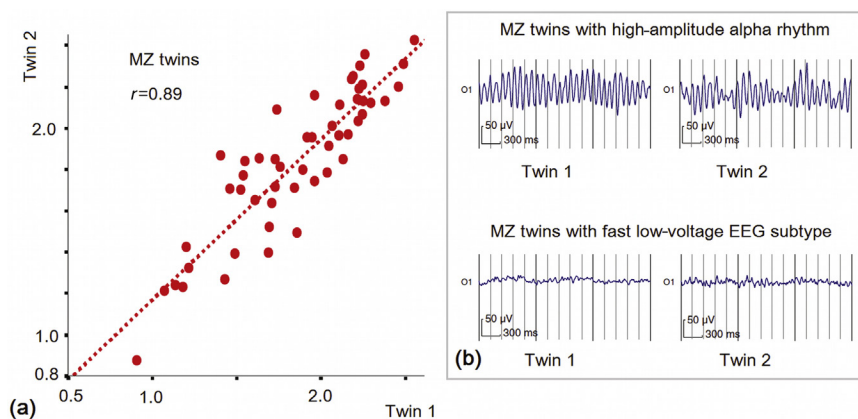 Twin 2
MZ twins
r=0.89
2.0
1.0
0.8
0.5
1.0
2.0
Twin 1
(a)
MZ twins with high-amplitude alpha rhythm
O1
50 µV
300 ms
Twin 1
O1
50 µV
300 ms
Twin 2
MZ twins with fast low-voltage EEG subtype
O1
50 µV
300 ms
Twin 1
O1
50 µV
300 ms
Twin 2
(b)